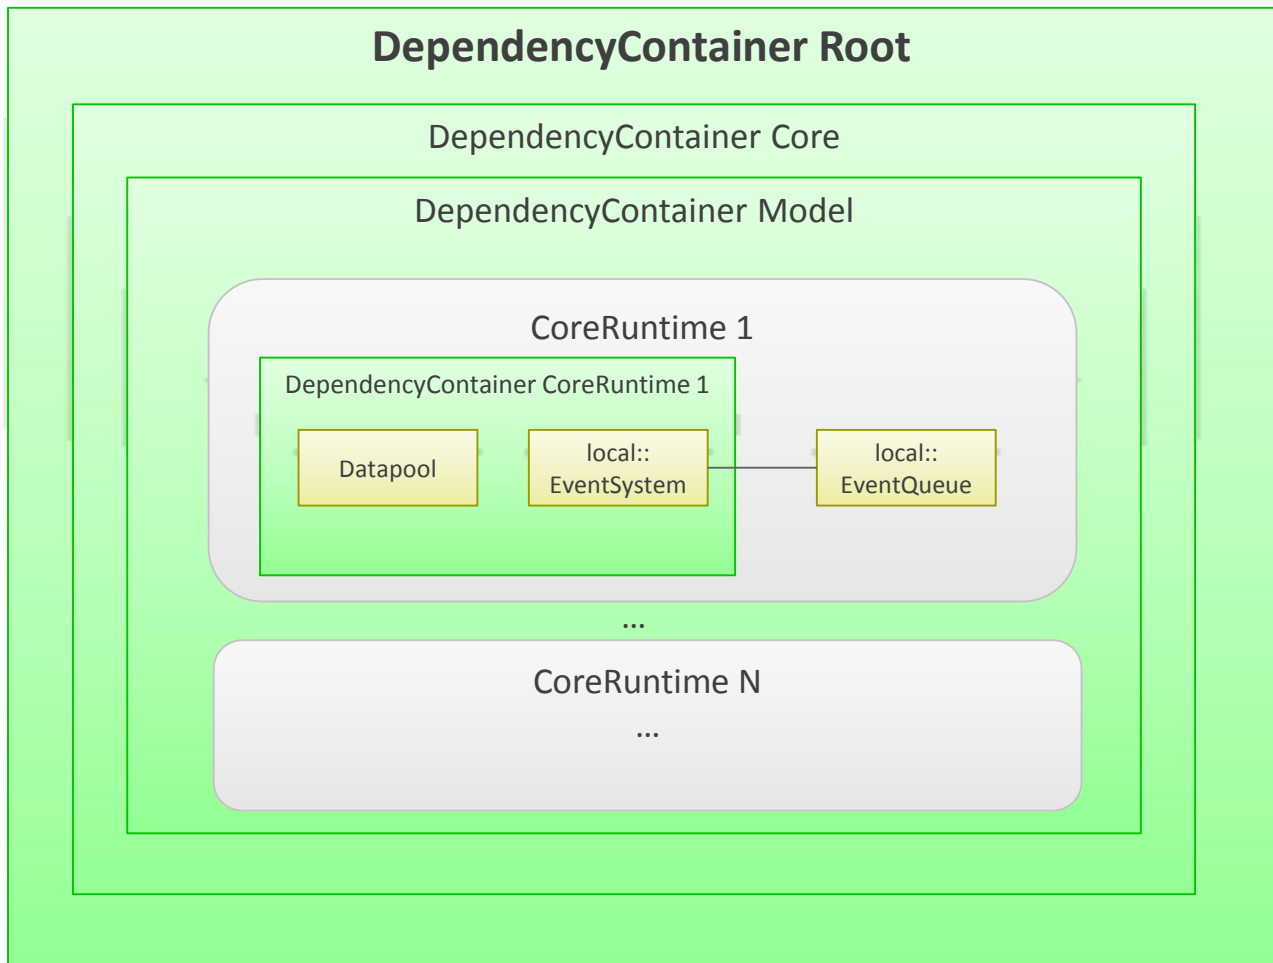 DependencyContainer Root
DependencyContainer Core
DependencyContainer Model
CoreRuntime 1
DependencyContainer CoreRuntime 1
Datapool
local::
EventSystem
local::
EventQueue
...
CoreRuntime N
...